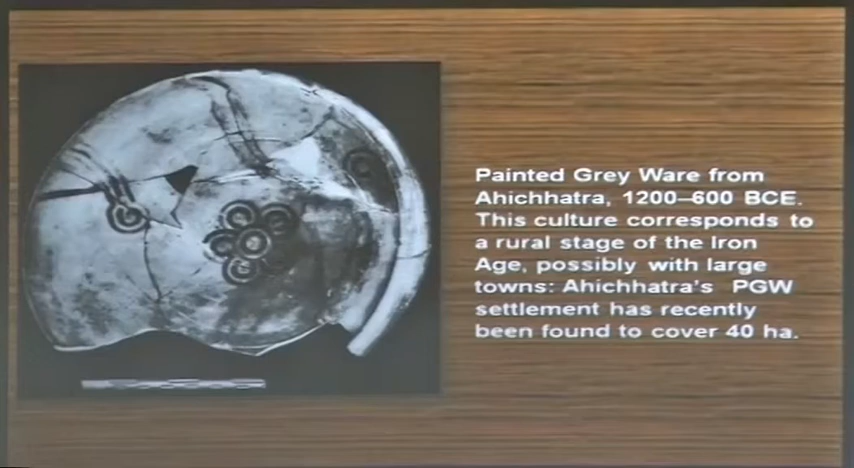 Painted Grey Ware from
Ahichhatra, 1200–600 BCE.
This culture corresponds to
a rural stage of the Iron
Age, possibly with large
towns: Ahichhatra's PGW
settlement has recently
been found to cover 40 ha.